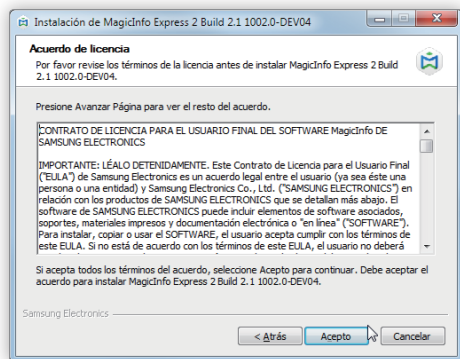 Instalación de MagicInfo Express 2 Build 2.1 1002.0-DEV04
Acuerdo de licencia
Por favor revise los términos de la licencia antes de instalar MagicInfo Express 2 Build
2.1 1002.0-DEV04.
Presione Avanzar Página para ver el resto del acuerdo.
CONTRATO DE LICENCIA PARA EL USUARIO FINAL DEL SOFTWARE MagicInfo DE
SAMSUNG ELECTRONICS
IMPORTANTE: LÉALO DETENIDAMENTE. Este Contrato de Licencia para el Usuario Final
("EULA") de Samsung Electronics es un acuerdo legal entre el usuario (ya sea éste una
persona o una entidad) y Samsung Electronics Co., Ltd. ("SAMSUNG ELECTRONICS") en
relación con los productos de SAMSUNG ELECTRONICS que se detallan más abajo. El
software de SAMSUNG ELECTRONICS puede incluir elementos de software asociados,
soportes, materiales impresos y documentación electrónica o "en línea" ("SOFTWARE").
Para instalar, copiar o usar el SOFTWARE, el usuario acepta cumplir con los términos de
este EULA. Si no está de acuerdo con los términos de este EULA, el usuario no deberá
Si acepta todos los términos del acuerdo, seleccione Acepto para continuar. Debe aceptar el
acuerdo para instalar MagicInfo Express 2 Build 2.1 1002.0-DEV04.
Samsung Electronics
< Atrás Acepto Cancelar